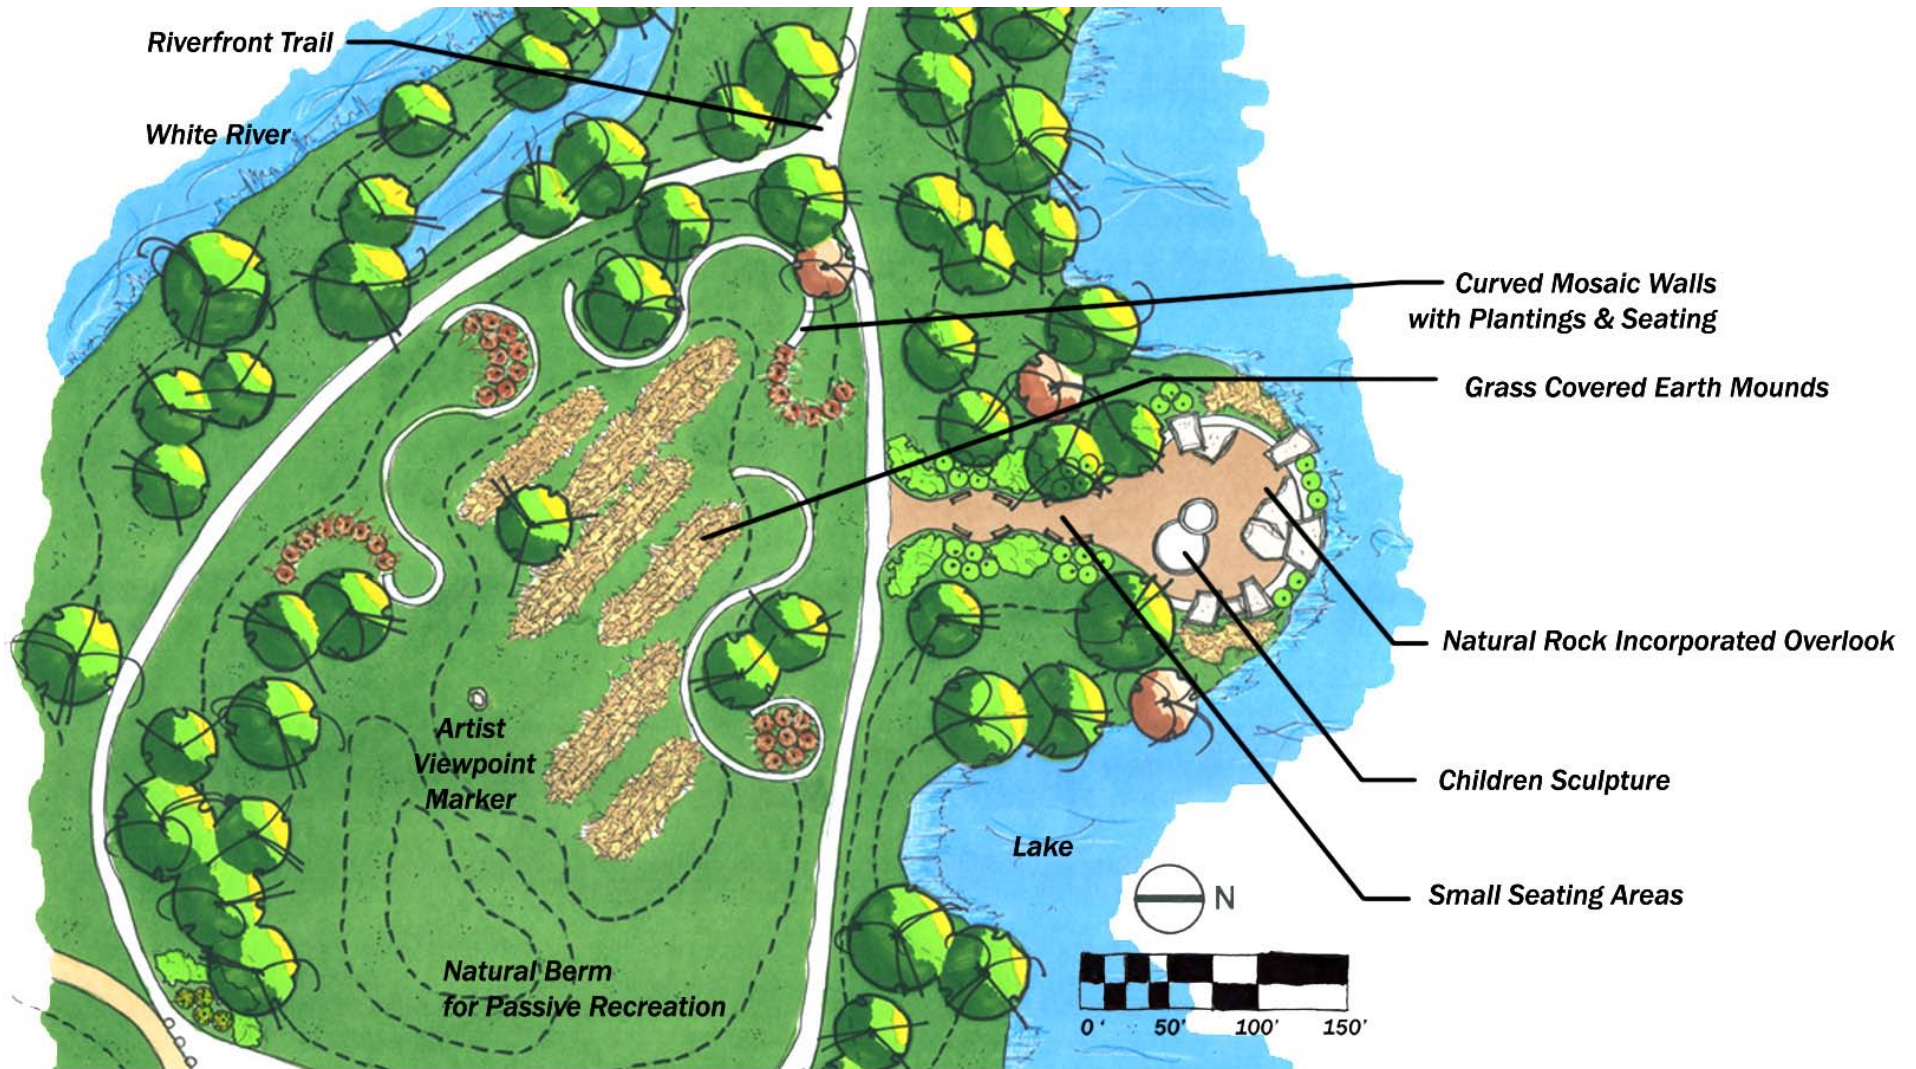 Riverfront Trail
White River
Curved Mosaic Walls
with Plantings & Seating
Grass Covered Earth Mounds
Natural Rock Incorporated Overlook
Artist
Viewpoint
Marker
Children Sculpture
Lake
Small Seating Areas
N
Natural Berm
for Passive Recreation
0' 50' 100' 150'